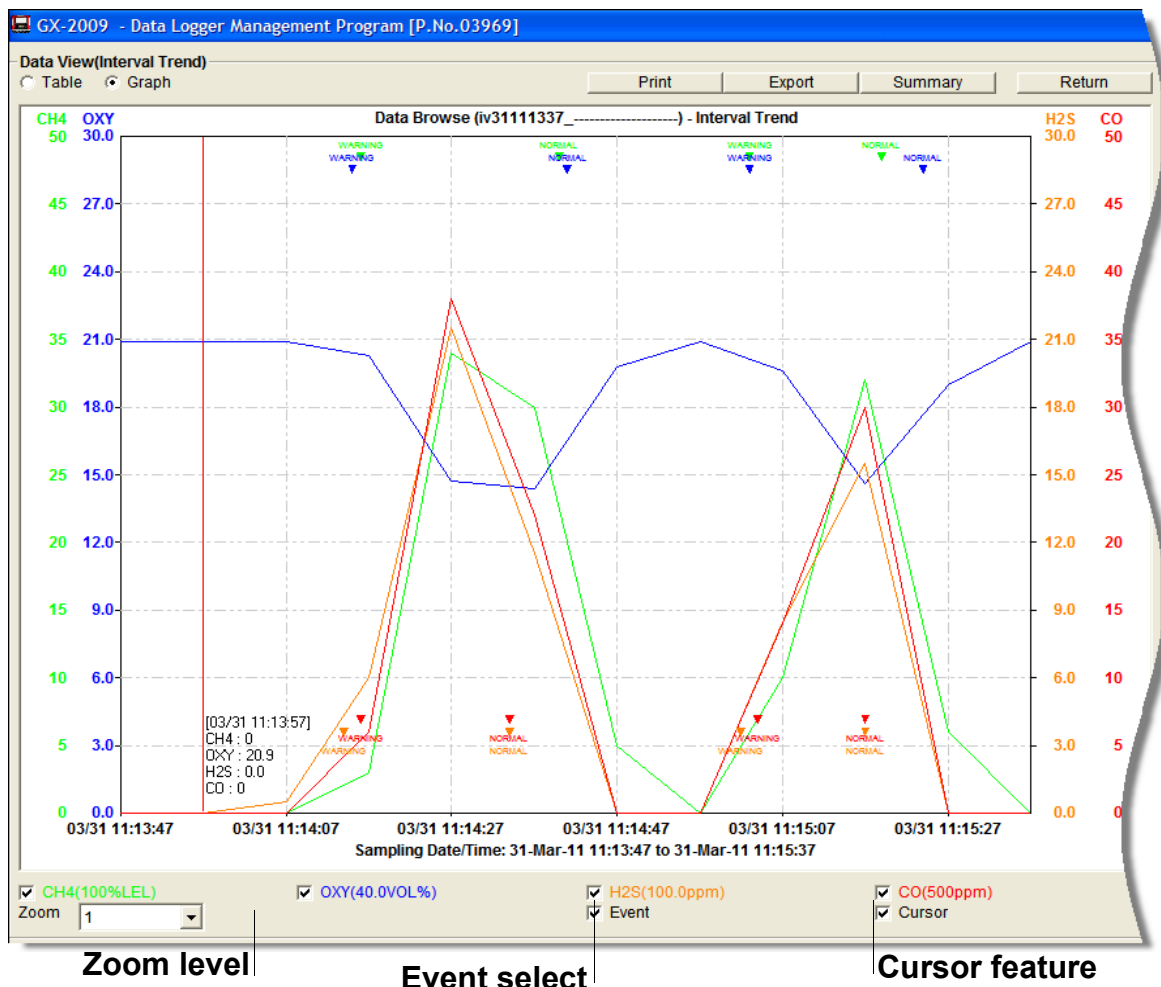 GX-2009 - Data Logger Management Program [P.No.03969]
Data View(Interval Trend)
Table Graph Print Export Summary Return
CH4 OXY Data Browse (iv31111337_--------------------) - Interval Trend H2S CO
50 30.0 30.0 50
WARNING NORMAL WARNING NORMAL
WARNING NORMAL WARNING NORMAL
45 27.0 27.0 45
40 24.0 24.0 40
35 21.0 21.0 35
30 18.0 18.0 30
25 15.0 15.0 25
20 12.0 12.0 20
15 9.0 9.0 15
10 6.0 6.0 10
[03/31 11:13:57]
CH4 : 0
WARNING NORMAL WARNING NORMAL
5 3.0 3.0 5
OXY : 20.9
WARNING NORMAL WARNING NORMAL
H2S : 0.0
CO : 0
0 0.0 0.0 0
03/31 11:13:47 03/31 11:14:07 03/31 11:14:27 03/31 11:14:47 03/31 11:15:07 03/31 11:15:27
Sampling Date/Time: 31-Mar-11 11:13:47 to 31-Mar-11 11:15:37
CH4(100%LEL) OXY(40.0VOL%) H2S(100.0ppm) CO(500ppm)
Zoom 1 Event Cursor
Zoom level Event select Cursor feature